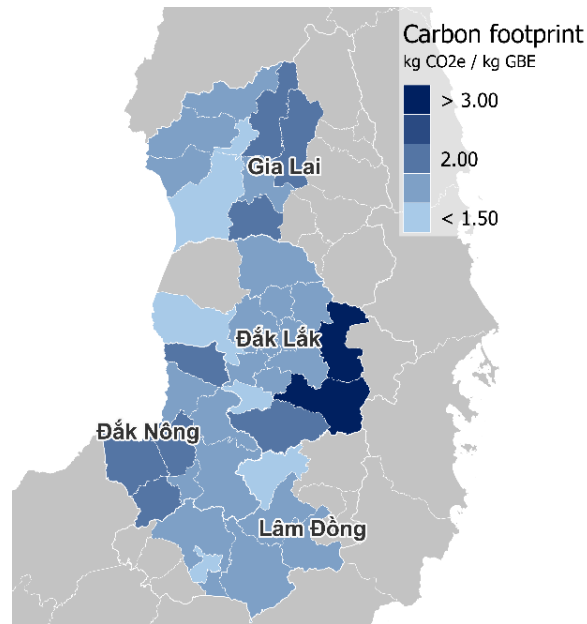 Carbon footprint
kg CO2e / kg GBE
> 3.00
2.00
< 1.50
Gia Lai
Đắk Lắk
Đắk Nông
Lâm Đồng